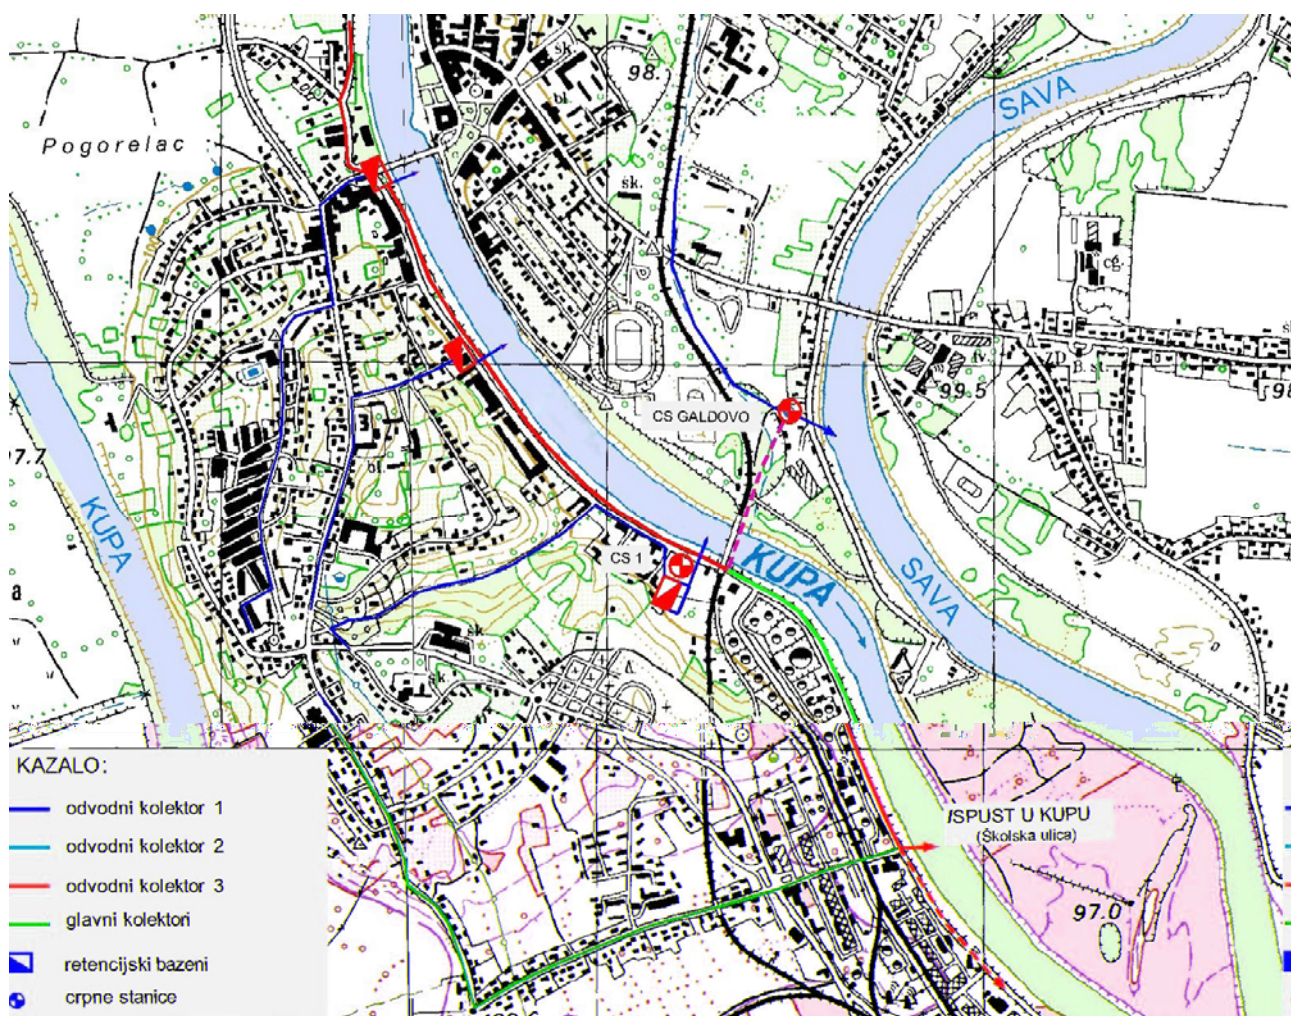 šk.
98.
SAVA
bl.
Pogorelac
šk.
cg.
100
ZD
B. st.
99.5
98
CS GALDOVO
7.7
bl
KUPA
CS 1
KUPA
SAVA
a
šk
k
KAZALO:
odvodni kolektor 1
odvodni kolektor 2
odvodni kolektor 3
glavni kolektori
retencijski bazeni
crpne stanice
ISPUST U KUPU
(Školska ulica)
97.0